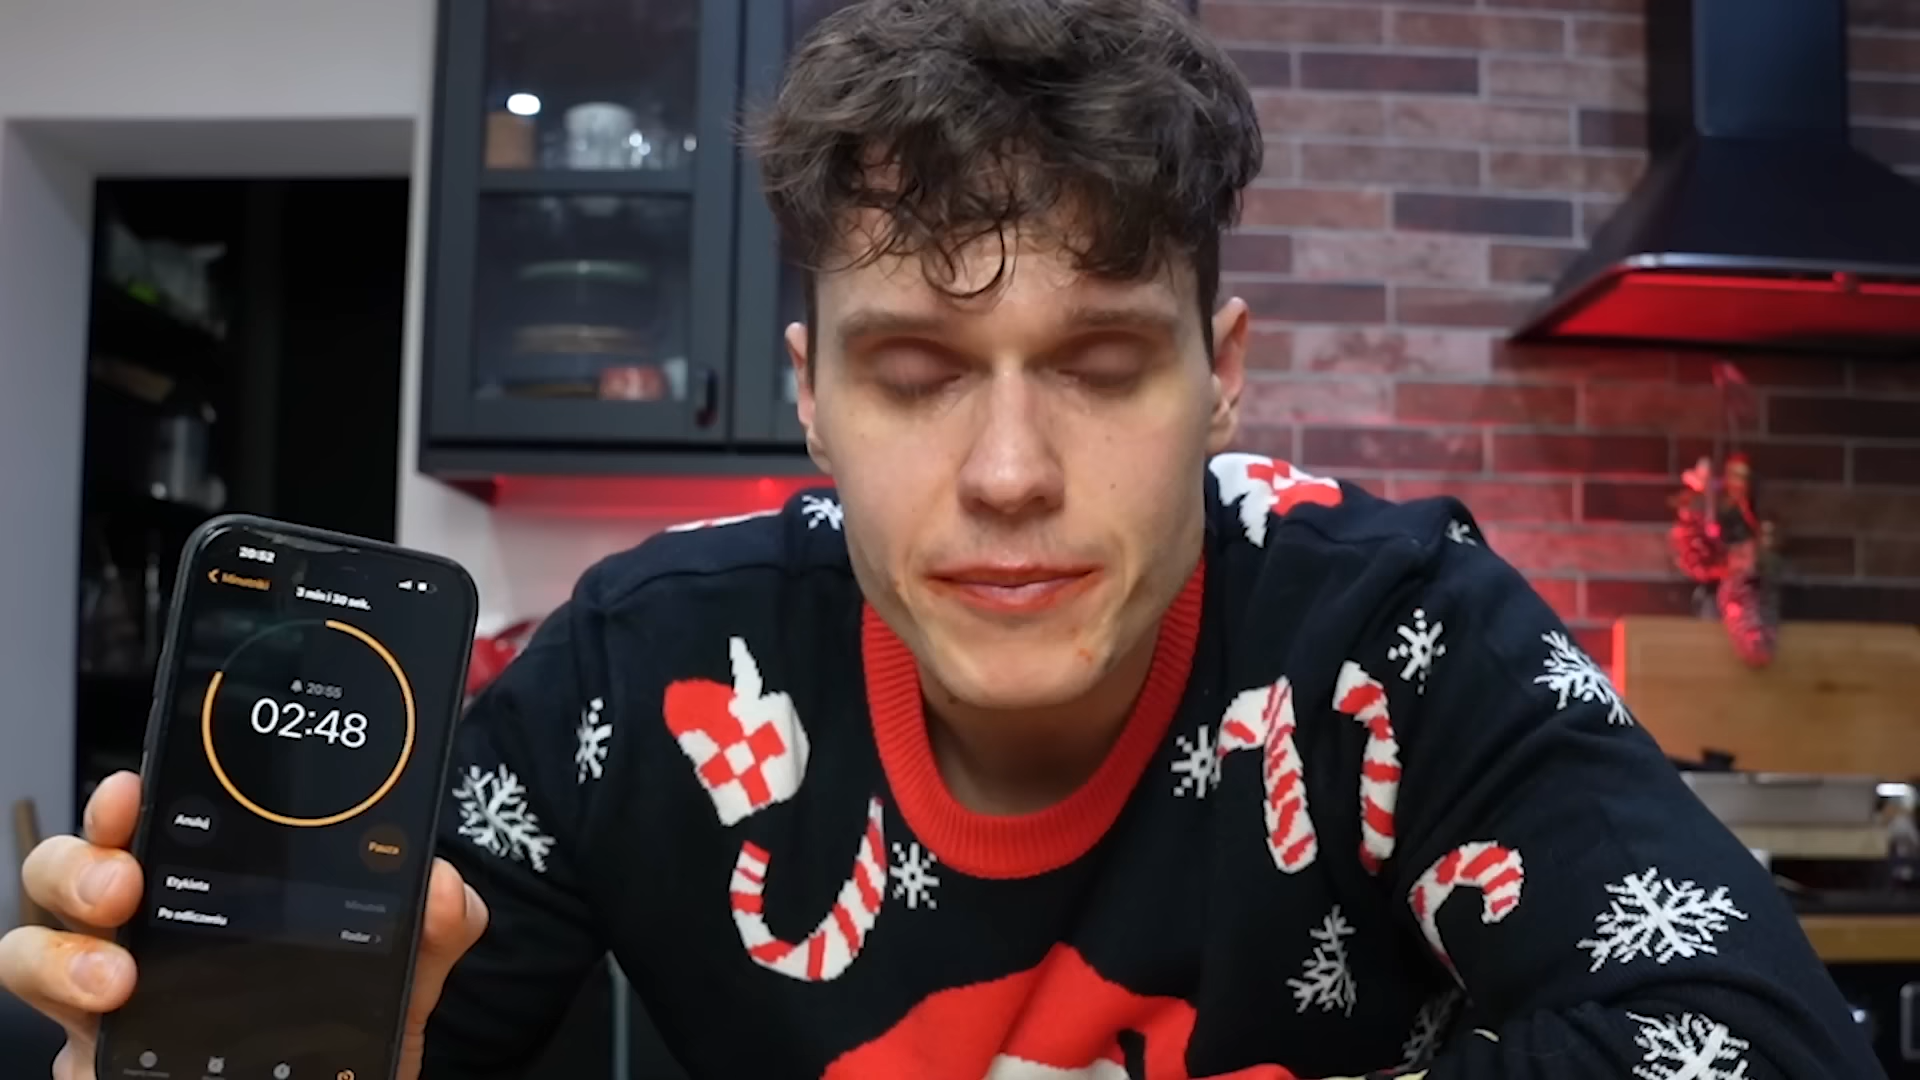 20:52
Minutniki
3 min i 30 sek.
20:55
02:48
Anuluj
Pauza
Etykieta
Minutnik
Po odliczeniu
Radar